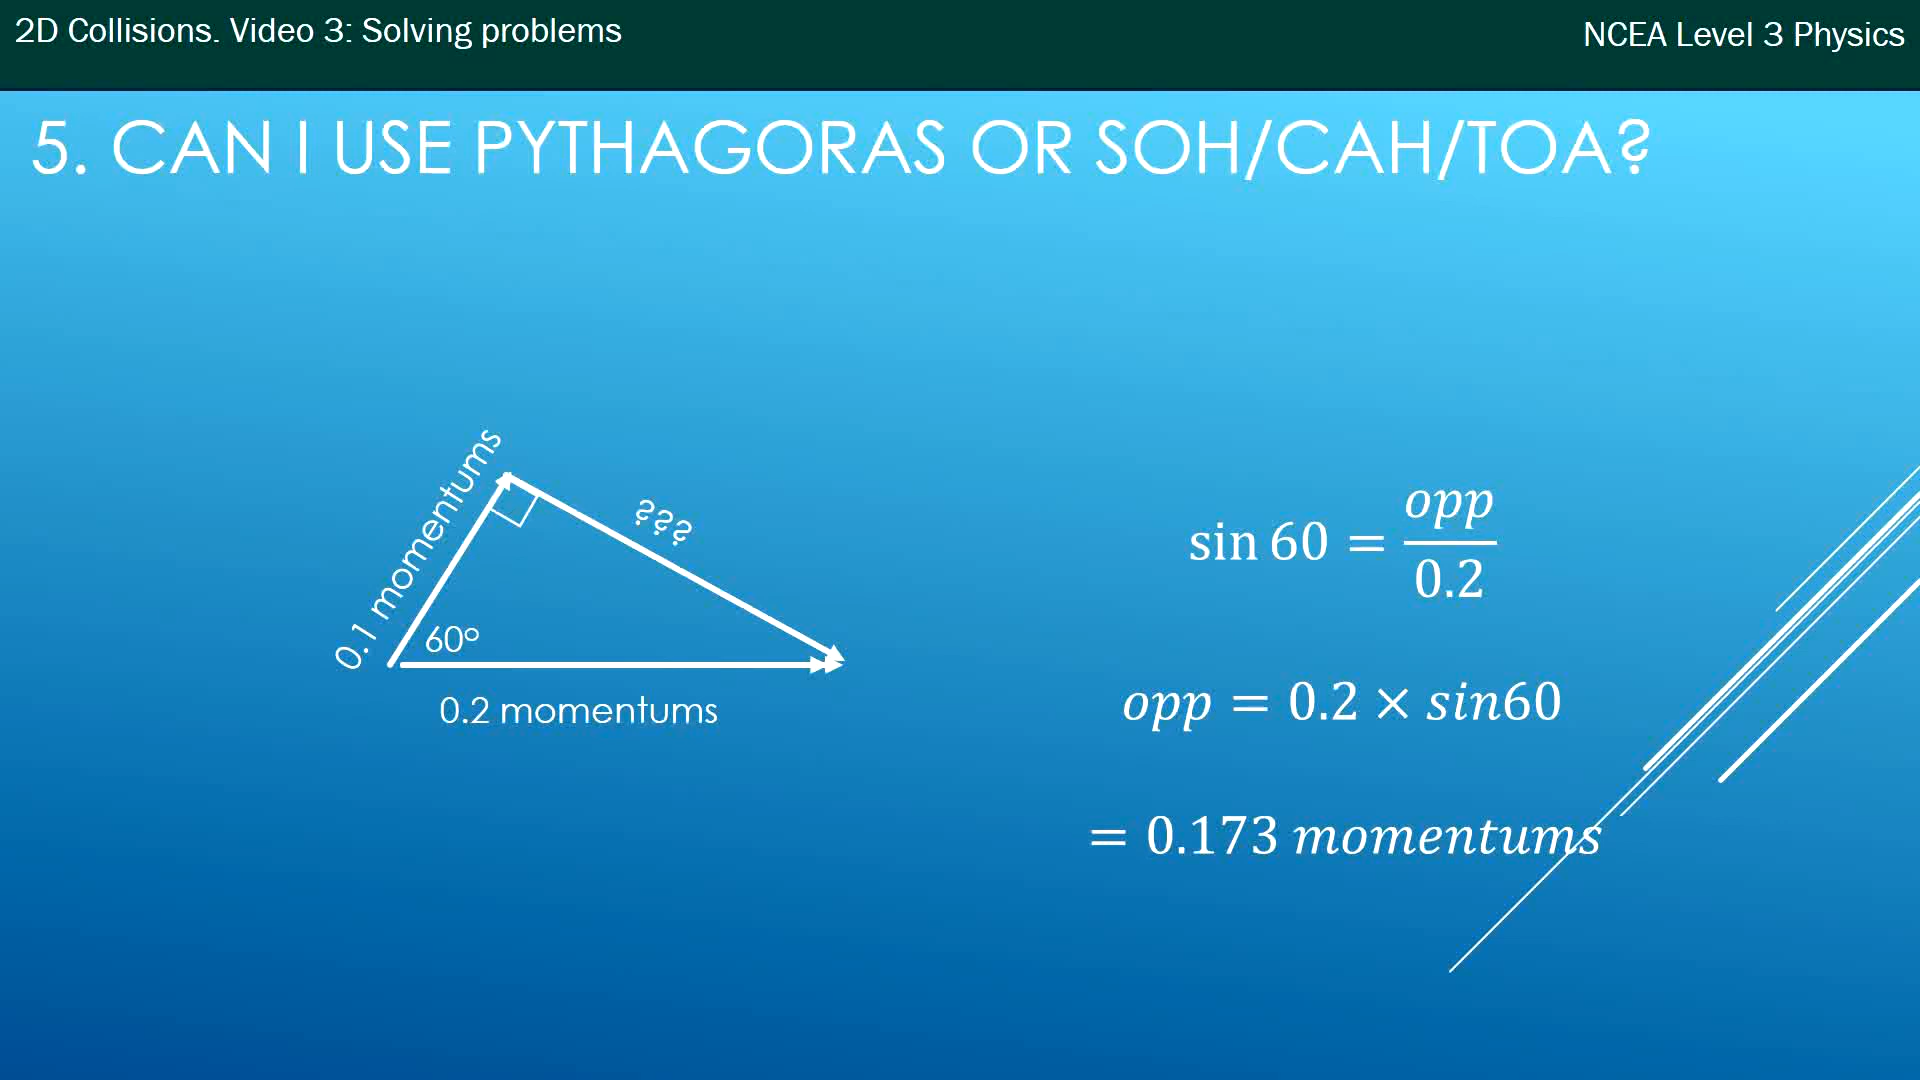 2D Collisions. Video 3: Solving problems
NCEA Level 3 Physics
5. CAN I USE PYTHAGORAS OR SOH/CAH/TOA?
0.1 momentums
???
60°
0.2 momentums
sin 60 = opp / 0.2
opp = 0.2 × sin60
= 0.173 momentums